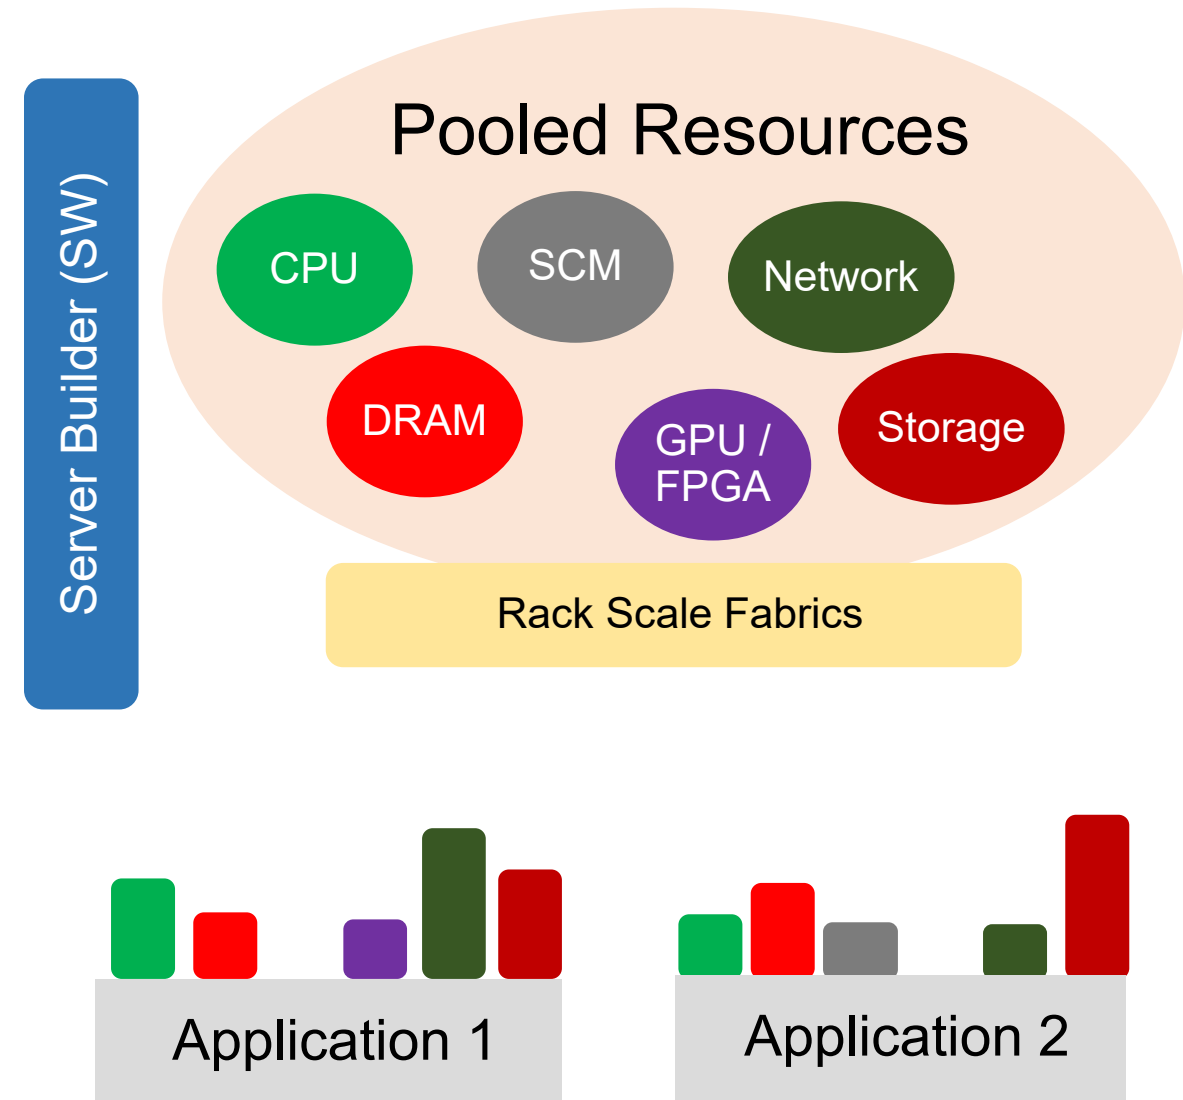 Pooled Resources
Server Builder (SW)
CPU
SCM
Network
DRAM
GPU /
FPGA
Storage
Rack Scale Fabrics
Application 1
Application 2